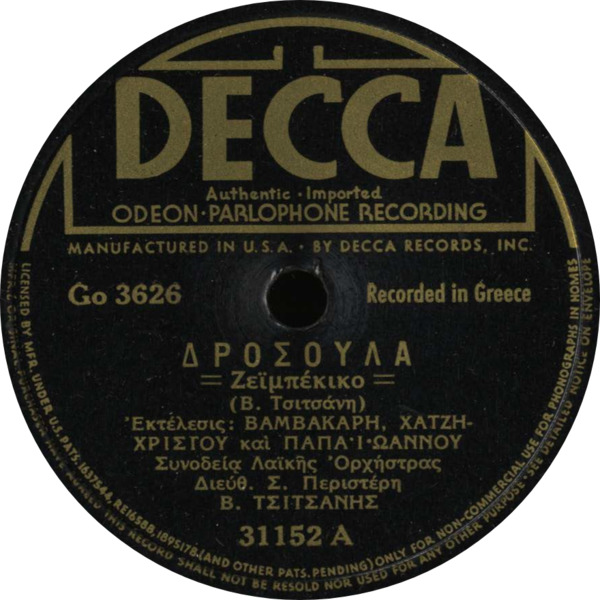 DECCA
Authentic · Imported
ODEON · PARLOPHONE RECORDING
MANUFACTURED IN U.S.A. · BY DECCA RECORDS, INC.
Go 3626
Recorded in Greece
ΔΡΟΣΟΥΛΑ
= Ζεϊμπέκικο =
(Β. Τσιτσάνη)
Ἐκτέλεσις: ΒΑΜΒΑΚΑΡΗ, ΧΑΤΖΗ-
ΧΡΙΣΤΟΥ καὶ ΠΑΠΑ·Ι·ΩΑΝΝΟΥ
Συνοδεία Λαϊκῆς Ὀρχήστρας
Διεύθ. Σ. Περιστέρη
Β. ΤΣΙΤΣΑΝΗΣ
31152 A
LICENSED BY MFR. UNDER U.S. PATS. 1637544, RE16588, 1895178, (AND OTHER PATS. PENDING) ONLY FOR NON-COMMERCIAL USE FOR PHONOGRAPHS IN HOMES
THIS RECORD SHALL NOT BE RESOLD NOR USED FOR ANY OTHER PURPOSE · SEE DETAILED NOTICE ON ENVELOPE